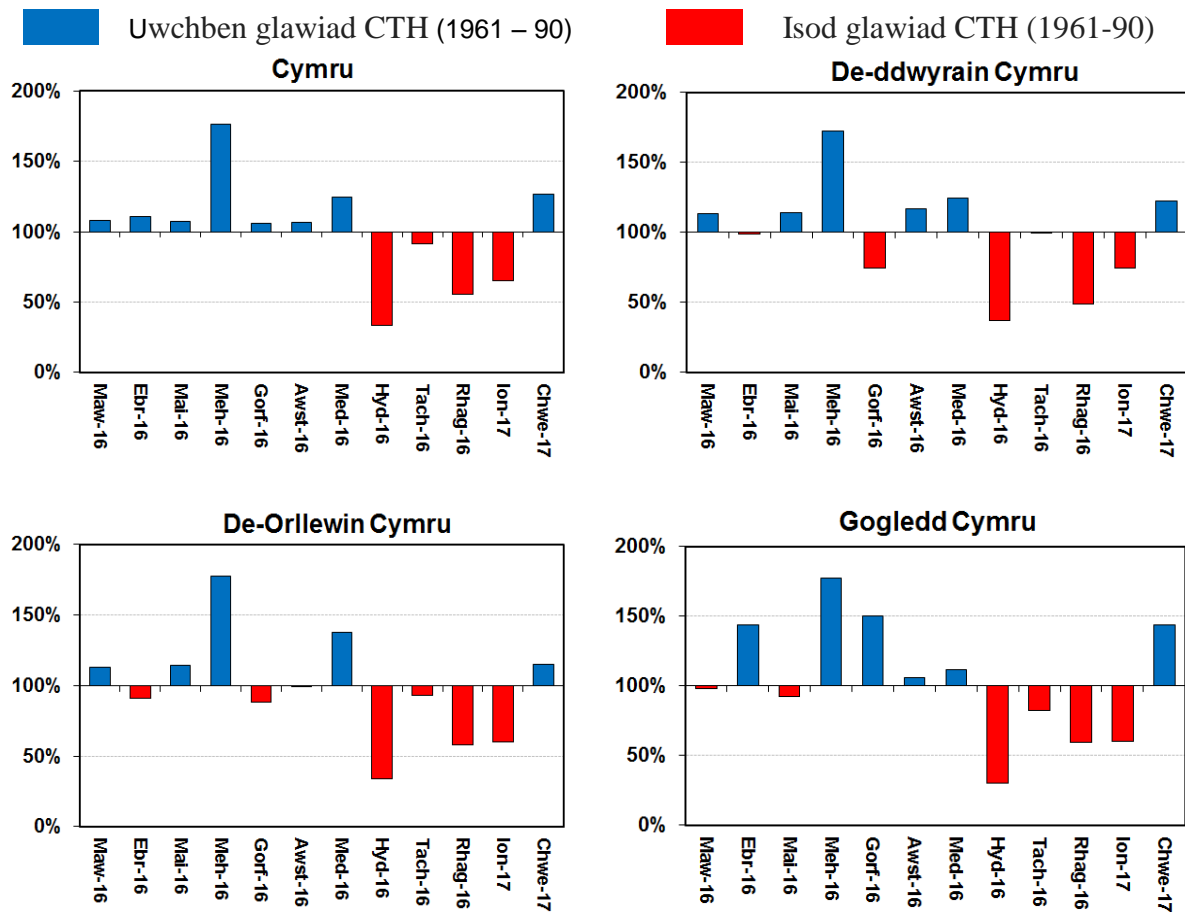 Uwchben glawiad CTH (1961 – 90)
Isod glawiad CTH (1961-90)
Cymru
200%
150%
100%
50%
0%
Maw-16
Ebr-16
Mai-16
Meh-16
Gorf-16
Awst-16
Med-16
Hyd-16
Tach-16
Rhag-16
Ion-17
Chwe-17
De-ddwyrain Cymru
200%
150%
100%
50%
0%
Maw-16
Ebr-16
Mai-16
Meh-16
Gorf-16
Awst-16
Med-16
Hyd-16
Tach-16
Rhag-16
Ion-17
Chwe-17
De-Orllewin Cymru
200%
150%
100%
50%
0%
Maw-16
Ebr-16
Mai-16
Meh-16
Gorf-16
Awst-16
Med-16
Hyd-16
Tach-16
Rhag-16
Ion-17
Chwe-17
Gogledd Cymru
200%
150%
100%
50%
0%
Maw-16
Ebr-16
Mai-16
Meh-16
Gorf-16
Awst-16
Med-16
Hyd-16
Tach-16
Rhag-16
Ion-17
Chwe-17